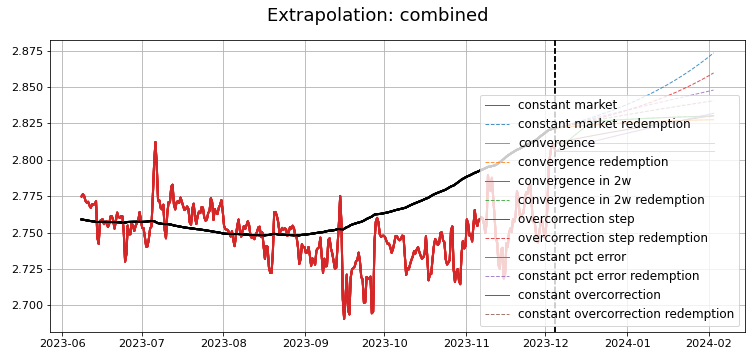 Extrapolation: combined
2.875
2.850
2.825
2.800
2.775
2.750
2.725
2.700
constant market
constant market redemption
convergence
convergence redemption
convergence in 2w
convergence in 2w redemption
overcorrection step
overcorrection step redemption
constant pct error
constant pct error redemption
constant overcorrection
constant overcorrection redemption
2023-06 2023-07 2023-08 2023-09 2023-10 2023-11 2023-12 2024-01 2024-02